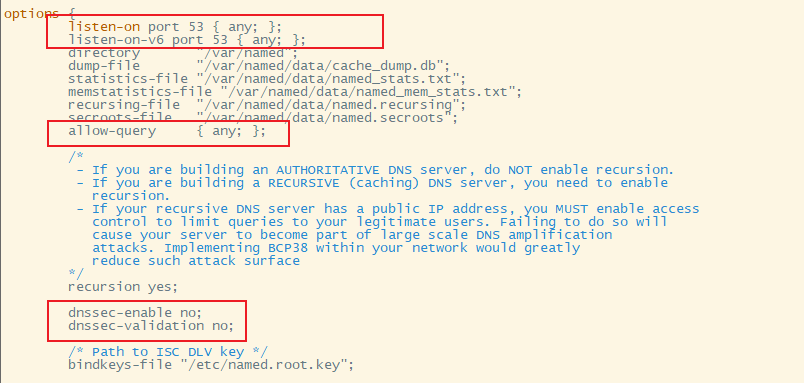 options {
        listen-on port 53 { any; };
        listen-on-v6 port 53 { any; };
        directory       "/var/named";
        dump-file       "/var/named/data/cache_dump.db";
        statistics-file "/var/named/data/named_stats.txt";
        memstatistics-file "/var/named/data/named_mem_stats.txt";
        recursing-file  "/var/named/data/named.recursing";
        secroots-file   "/var/named/data/named.secroots";
        allow-query     { any; };
        /*
         - If you are building an AUTHORITATIVE DNS server, do NOT enable recursion.
         - If you are building a RECURSIVE (caching) DNS server, you need to enable
           recursion.
         - If your recursive DNS server has a public IP address, you MUST enable access
           control to limit queries to your legitimate users. Failing to do so will
           cause your server to become part of large scale DNS amplification
           attacks. Implementing BCP38 within your network would greatly
           reduce such attack surface
        */
        recursion yes;
        dnssec-enable no;
        dnssec-validation no;
        /* Path to ISC DLV key */
        bindkeys-file "/etc/named.root.key";